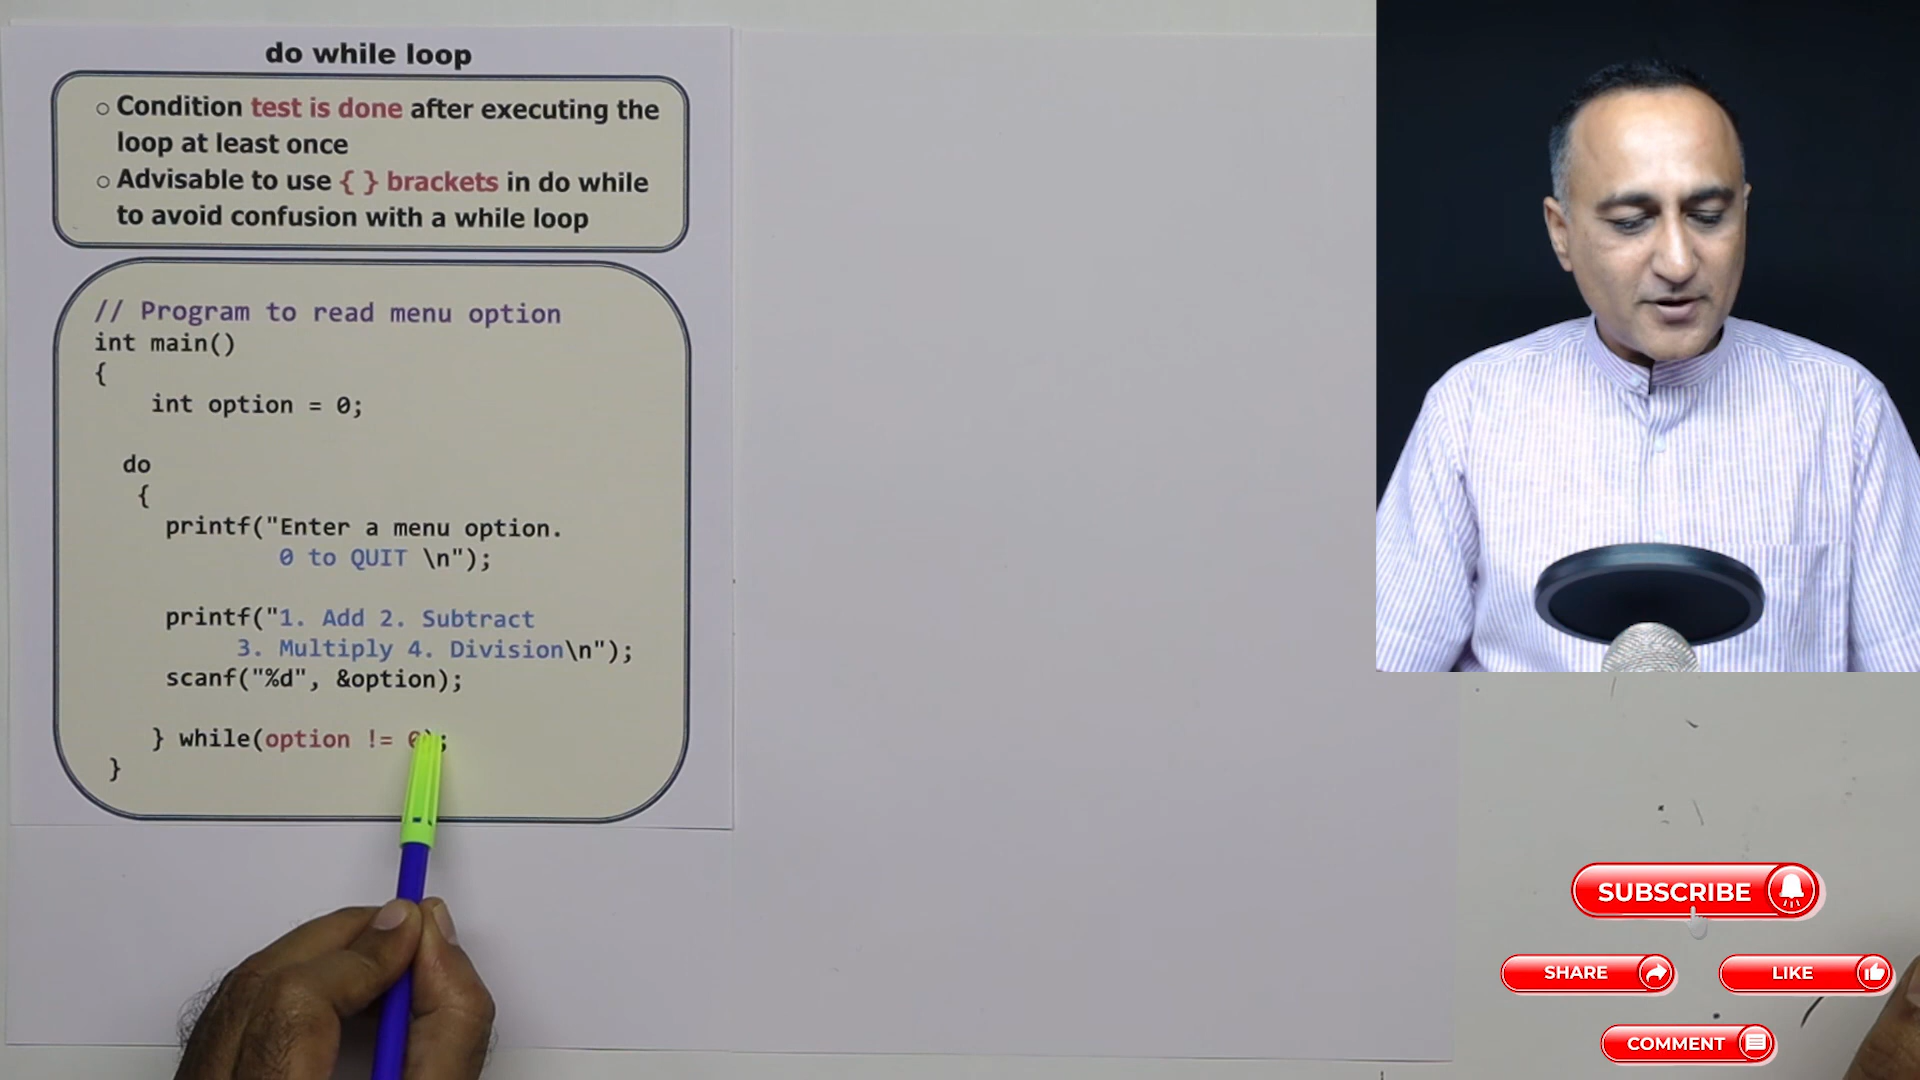 do while loop
○ Condition test is done after executing the
loop at least once
○ Advisable to use { } brackets in do while
to avoid confusion with a while loop
// Program to read menu option
int main()
{
int option = 0;
do
{
printf("Enter a menu option.
0 to QUIT \n");
printf("1. Add 2. Subtract
3. Multiply 4. Division\n");
scanf("%d", &option);
} while(option != 0);
}
SUBSCRIBE
SHARE
LIKE
COMMENT